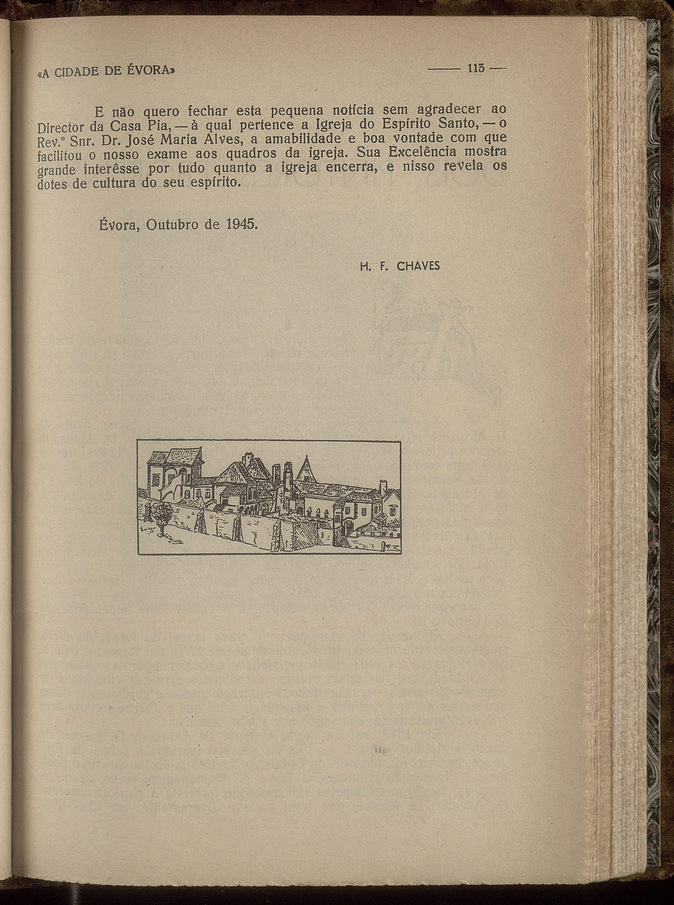 «A CIDADE DE ÉVORA» —— 113 —
E não quero fechar esta pequena notícia sem agradecer ao
Director da Casa Pia, — à qual pertence a Igreja do Espírito Santo, — o
Rev.º Snr. Dr. José Maria Alves, a amabilidade e boa vontade com que
facilitou o nosso exame aos quadros da igreja. Sua Excelência mostra
grande interêsse por tudo quanto a igreja encerra, e nisso revela os
dotes de cultura do seu espírito.
Évora, Outubro de 1945.
H. F. CHAVES